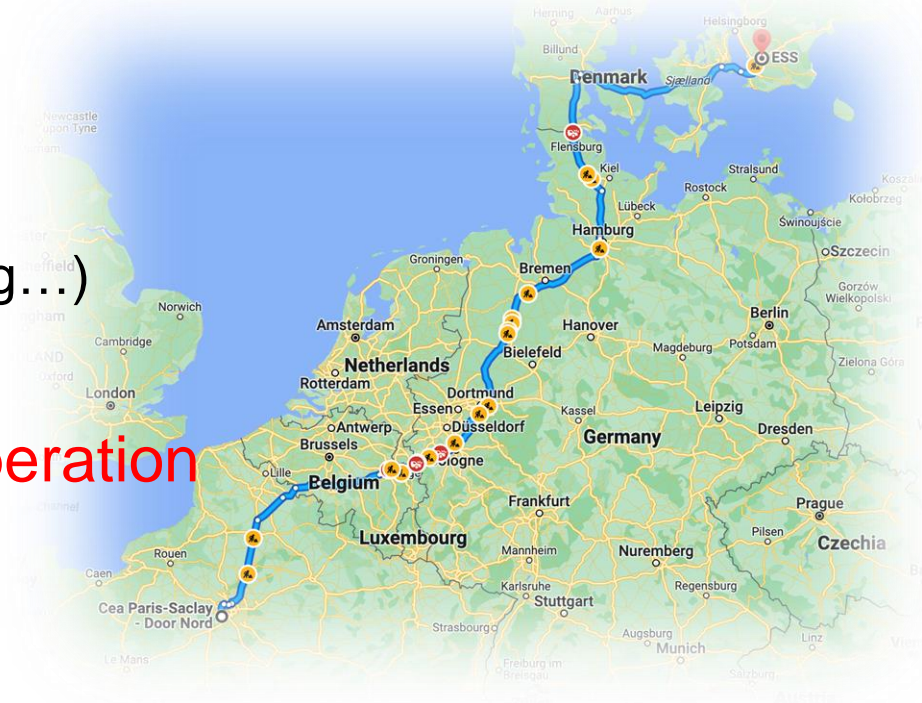 Herning
Aarhus
Helsingborg
Billund
ESS
Denmark
Sjælland
Newcastle
upon Tyne
Flensburg
Kiel
Stralsund
Rostock
Kołobrzeg
Lübeck
Świnoujście
Hamburg
Szczecin
g...)
Groningen
Bremen
Gorzów
Wielkopolski
Norwich
Berlin
Amsterdam
Hanover
Cambridge
Potsdam
Bielefeld
Magdeburg
Netherlands
Zielona Góra
Rotterdam
London
Dortmund
Essen
Kassel
Leipzig
Antwerp
Düsseldorf
Dresden
Germany
Brussels
peration
Lille
Belgium
Frankfurt
Prague
Luxembourg
Mannheim
Nuremberg
Pilsen
Czechia
Rouen
Caen
Karlsruhe
Regensburg
Cea Paris-Saclay
- Door Nord
Stuttgart
Strasbourg
Augsburg
Linz
Le Mans
Munich
Freiburg im
Breisgau
Salzburg